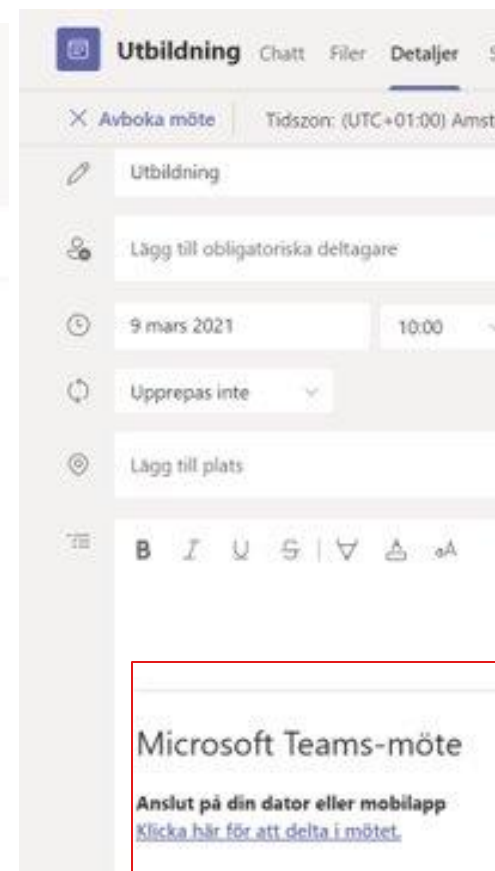 Utbildning Chatt Filer Detaljer
Avboka möte Tidszon: (UTC+01:00)
Utbildning
Lägg till obligatoriska deltagare
9 mars 2021 10:00
Upprepas inte
Lägg till plats
B I U S A A AA
Microsoft Teams-möte
Anslut på din dator eller mobilapp
Klicka här för att delta i mötet.